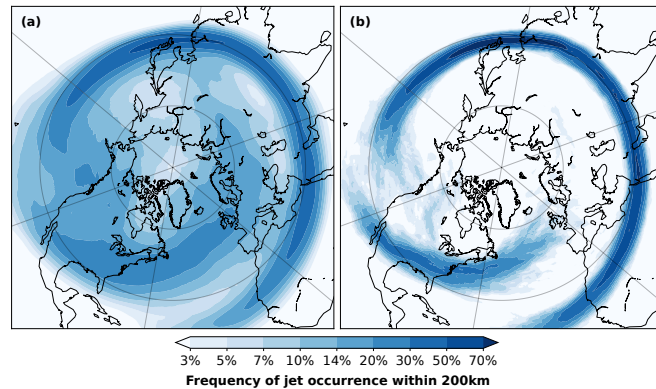 (a)
(b)
3% 5% 7% 10% 14% 20% 30% 50% 70%
Frequency of jet occurrence within 200km